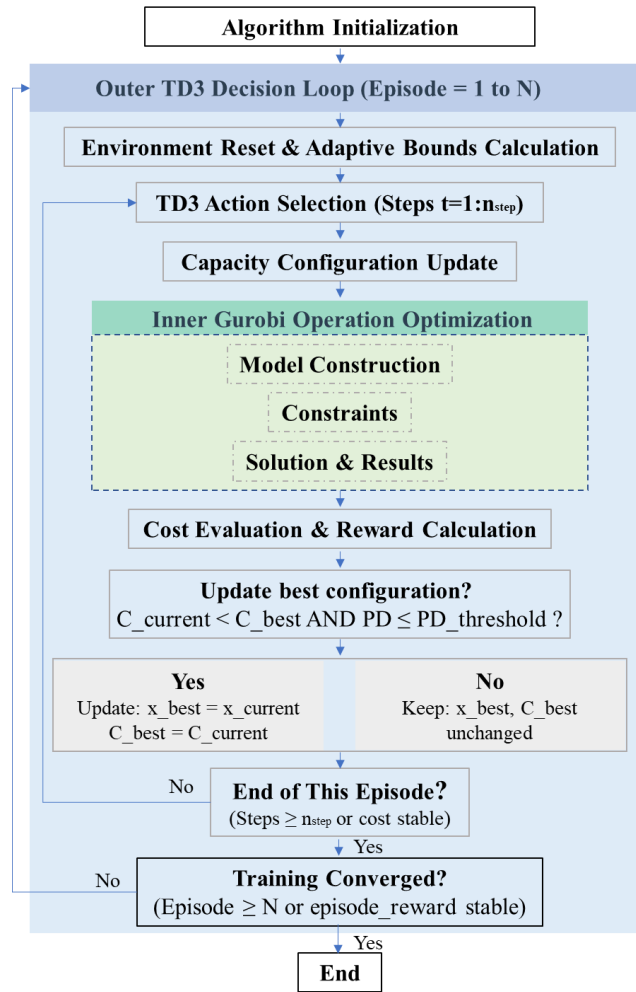 Algorithm Initialization
Outer TD3 Decision Loop (Episode = 1 to N)
Environment Reset & Adaptive Bounds Calculation
TD3 Action Selection (Steps t=1:nstep)
Capacity Configuration Update
Inner Gurobi Operation Optimization
Model Construction
Constraints
Solution & Results
Cost Evaluation & Reward Calculation
Update best configuration?
C_current < C_best AND PD ≤ PD_threshold ?
Yes
Update: x_best = x_current
C_best = C_current
No
Keep: x_best, C_best
unchanged
No
End of This Episode?
(Steps ≥ nstep or cost stable)
Yes
No
Training Converged?
(Episode ≥ N or episode_reward stable)
Yes
End